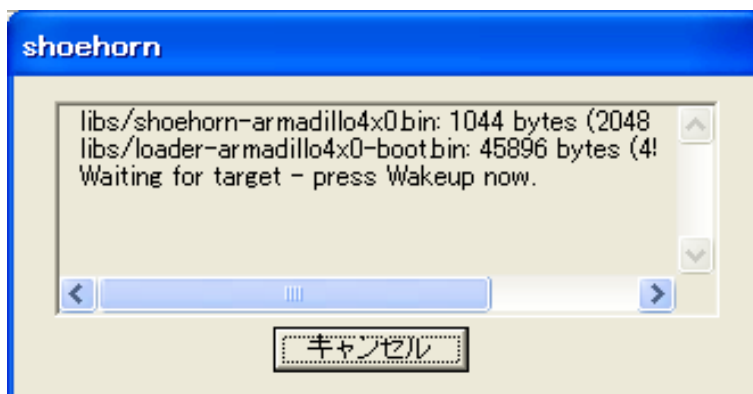 shoehorn
libs/shoehorn-armadillo4x0.bin: 1044 bytes (2048
libs/loader-armadillo4x0-boot.bin: 45896 bytes (4
Waiting for target - press Wakeup now.
キャンセル